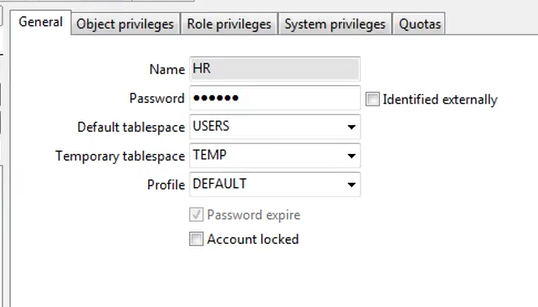 General Object privileges Role privileges System privileges Quotas
Name HR
Password ●●●●●● Identified externally
Default tablespace USERS
Temporary tablespace TEMP
Profile DEFAULT
Password expire
Account locked